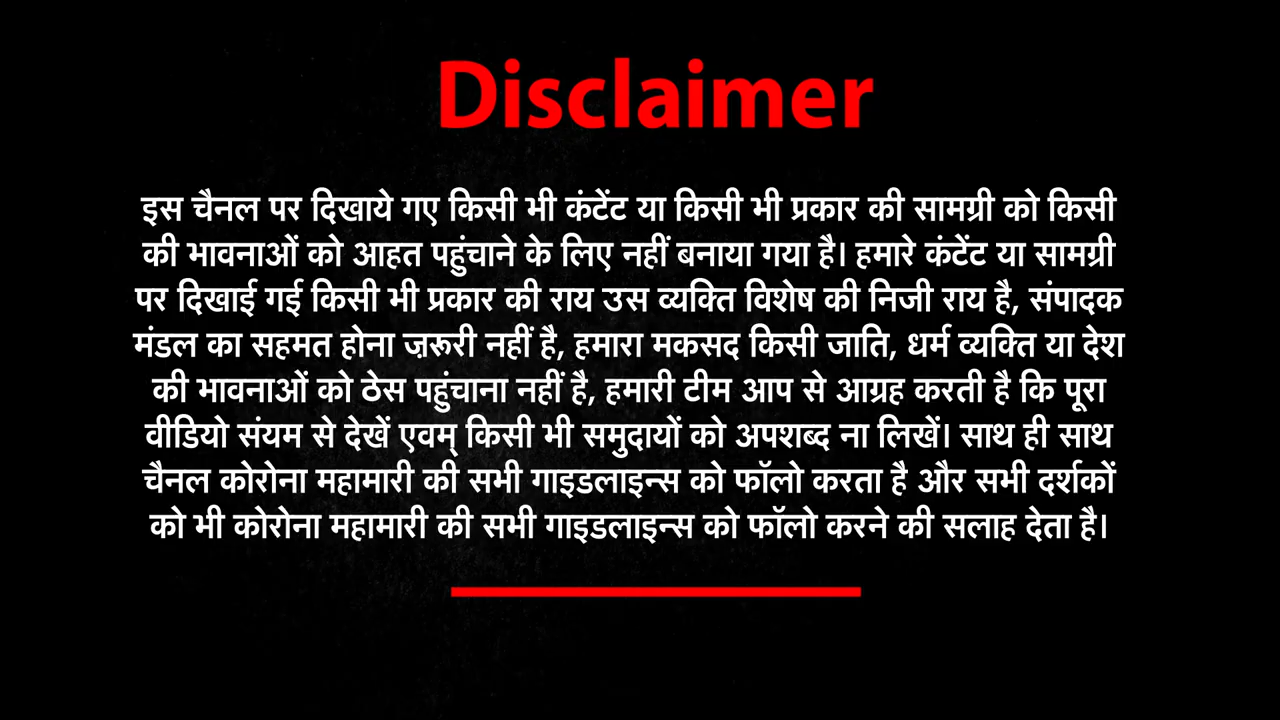 Disclaimer
इस चैनल पर दिखाये गए किसी भी कंटेंट या किसी भी प्रकार की सामग्री को किसी
की भावनाओं को आहत पहुंचाने के लिए नहीं बनाया गया है। हमारे कंटेंट या सामग्री
पर दिखाई गई किसी भी प्रकार की राय उस व्यक्ति विशेष की निजी राय है, संपादक
मंडल का सहमत होना ज़रूरी नहीं है, हमारा मकसद किसी जाति, धर्म व्यक्ति या देश
की भावनाओं को ठेस पहुंचाना नहीं है, हमारी टीम आप से आग्रह करती है कि पूरा
वीडियो संयम से देखें एवम् किसी भी समुदायों को अपशब्द ना लिखें। साथ ही साथ
चैनल कोरोना महामारी की सभी गाइडलाइन्स को फॉलो करता है और सभी दर्शकों
को भी कोरोना महामारी की सभी गाइडलाइन्स को फॉलो करने की सलाह देता है।